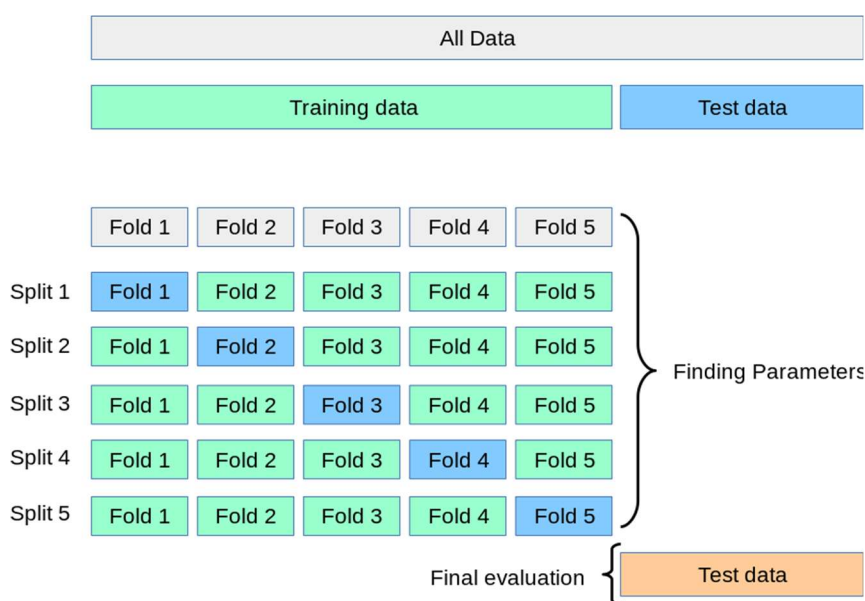 All Data
Training data Test data
Fold 1 Fold 2 Fold 3 Fold 4 Fold 5
Split 1 Fold 1 Fold 2 Fold 3 Fold 4 Fold 5
Split 2 Fold 1 Fold 2 Fold 3 Fold 4 Fold 5
Finding Parameters
Split 3 Fold 1 Fold 2 Fold 3 Fold 4 Fold 5
Split 4 Fold 1 Fold 2 Fold 3 Fold 4 Fold 5
Split 5 Fold 1 Fold 2 Fold 3 Fold 4 Fold 5
Final evaluation Test data